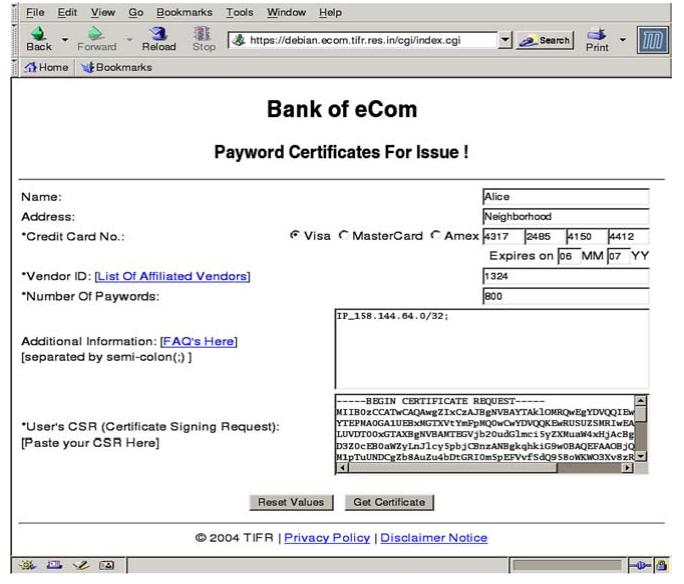 File Edit View Go Bookmarks Tools Window Help
Back Forward Reload Stop https://debian.ecom.tifr.res.in/cgi/index.cgi Search Print
Home Bookmarks
Bank of eCom
Payword Certificates For Issue !
Name: Alice
Address: Neighborhood
*Credit Card No.: Visa MasterCard Amex 4317 2485 4150 4412
Expires on 06 MM 07 YY
*Vendor ID: [List Of Affiliated Vendors] 1324
*Number Of Paywords: 800
IP_158.144.64.0/32;
Additional Information: [FAQ's Here]
[separated by semi-colon(;) ]
-----BEGIN CERTIFICATE REQUEST-----
*User's CSR (Certificate Signing Request):
[Paste your CSR Here]
Reset Values Get Certificate
© 2004 TIFR | Privacy Policy | Disclaimer Notice